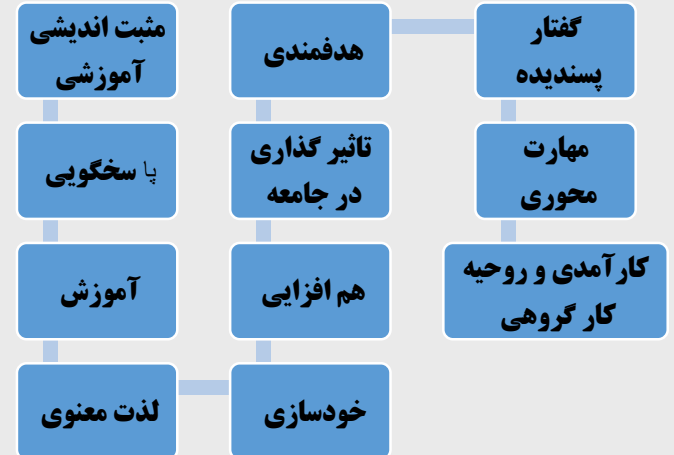 مثبت اندیشی
آموزشی
پا سخگویی
آموزش
لذت معنوی
خودسازی
هم افزایی
تاثیر گذاری
در جامعه
هدفمندی
گفتار
پسندیده
مهارت
محوری
کارآمدی و روحیه
کار گروهی